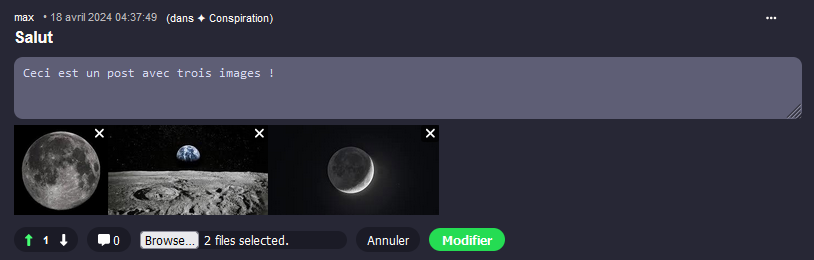 max • 18 avril 2024 04:37:49 (dans ✦ Conspiration)
Salut
Ceci est un post avec trois images !
1 0 Browse... 2 files selected. Annuler Modifier